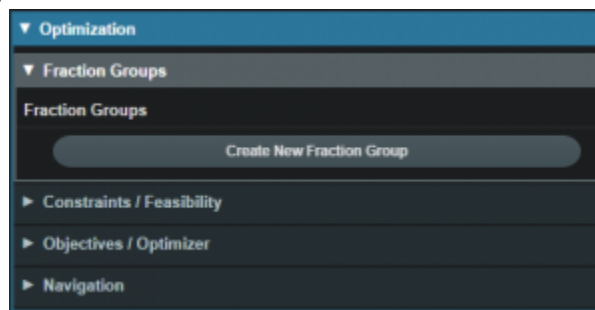 Optimization
Fraction Groups
Fraction Groups
Create New Fraction Group
Constraints / Feasibility
Objectives / Optimizer
Navigation